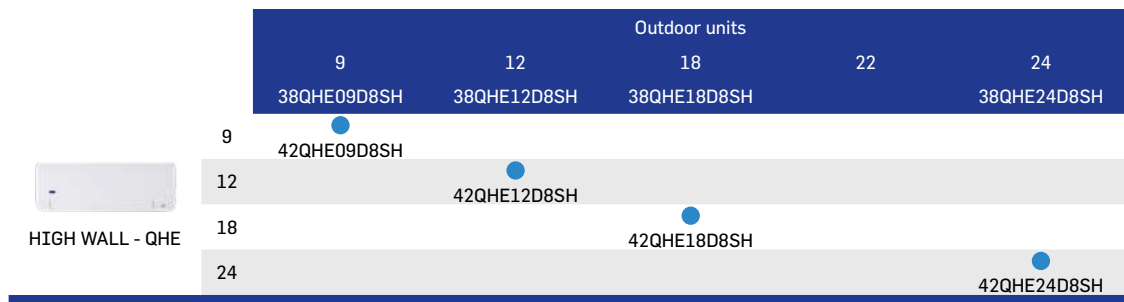 Outdoor units
9 12 18 22 24
38QHE09D8SH 38QHE12D8SH 38QHE18D8SH 38QHE24D8SH
9
42QHE09D8SH
12
42QHE12D8SH
18
42QHE18D8SH
HIGH WALL - QHE
24
42QHE24D8SH